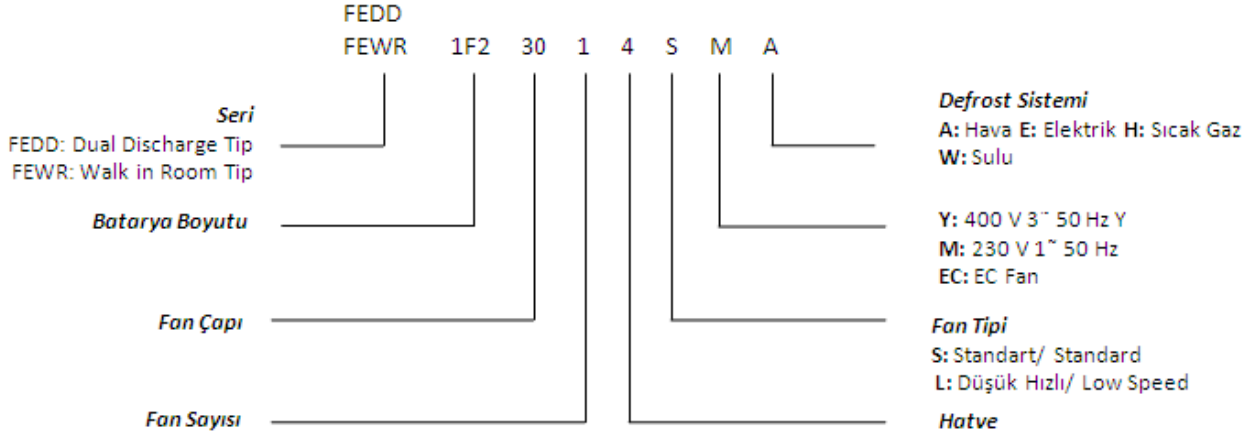 FEDD
FEWR 1F2 30 1 4 S M A
Seri
FEDD: Dual Discharge Tip
FEWR: Walk in Room Tip
Batarya Boyutu
Fan Çapı
Fan Sayısı
Defrost Sistemi
A: Hava E: Elektrik H: Sıcak Gaz
W: Sulu
Y: 400 V 3~ 50 Hz Y
M: 230 V 1~ 50 Hz
EC: EC Fan
Fan Tipi
S: Standart/ Standard
L: Düşük Hızlı/ Low Speed
Hatve